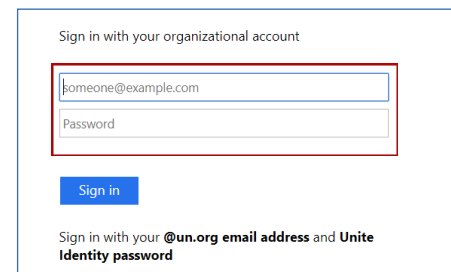 Sign in with your organizational account
someone@example.com
Password
Sign in
Sign in with your @un.org email address and Unite
Identity password